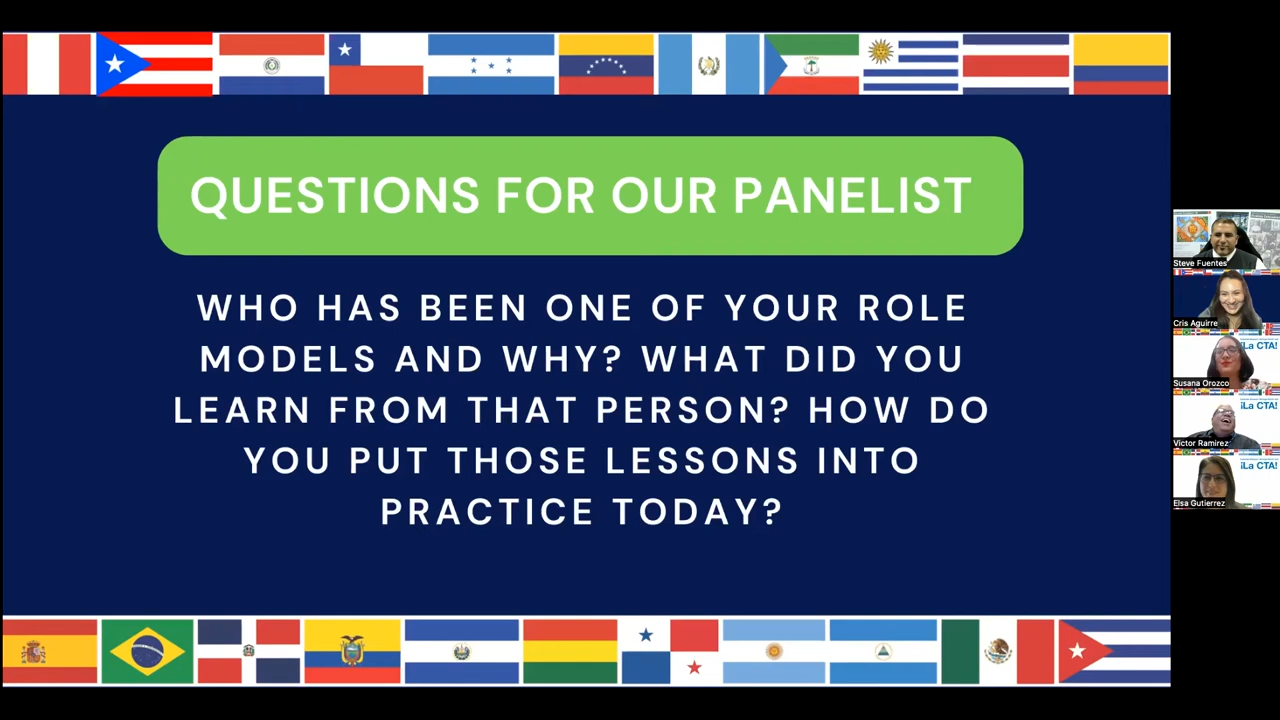 QUESTIONS FOR OUR PANELIST
WHO HAS BEEN ONE OF YOUR ROLE
MODELS AND WHY? WHAT DID YOU
LEARN FROM THAT PERSON? HOW DO
YOU PUT THOSE LESSONS INTO
PRACTICE TODAY?
Steve Fuentes
Cris Aguirre
¡La CTA!
Susana Orozco
¡La CTA!
Victor Ramirez
¡La CTA!
Elsa Gutierrez